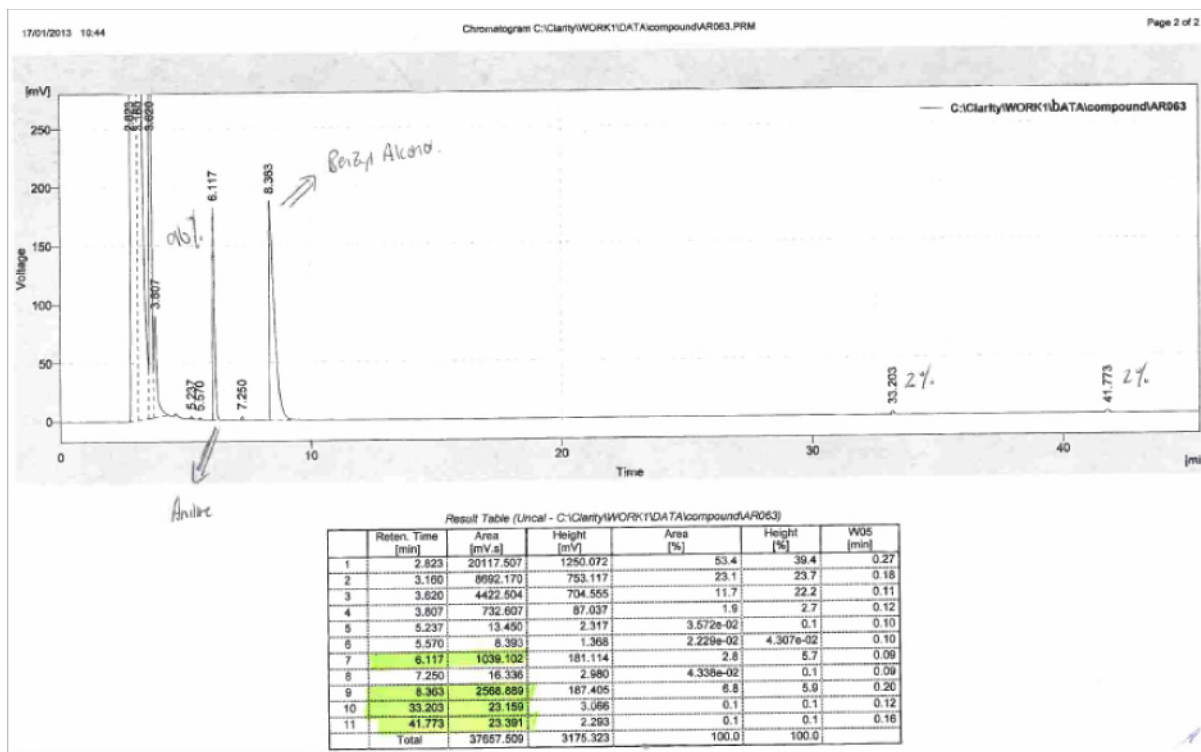 17/01/2013 10:44
Chromatogram C:\Clarity\WORK1\DATA\compound\AR063.PRM
Page 2 of 2
[mV]
C:\Clarity\WORK1\DATA\compound\AR063
250
200
150
100
50
0
Voltage
2.823
3.160
3.620
3.807
5.237
5.570
6.117
7.250
8.363
33.203
41.773
96%
Benzyl Alcohol.
2%
2%
0
10
20
30
40
Time
Aniline
Result Table (Uncal - C:\Clarity\WORK1\DATA\compound\AR063)
Reten. Time [min] Area [mV.s] Height [mV] Area [%] Height [%] W05 [min]
1 2.823 20117.507 1250.072 53.4 39.4 0.27
2 3.160 8692.170 753.117 23.1 23.7 0.18
3 3.620 4422.504 704.555 11.7 22.2 0.11
4 3.807 732.607 87.037 1.9 2.7 0.12
5 5.237 13.450 2.317 3.572e-02 0.1 0.10
6 5.570 8.393 1.368 2.229e-02 4.307e-02 0.10
7 6.117 1039.102 181.114 2.8 5.7 0.09
8 7.250 16.336 2.980 4.338e-02 0.1 0.09
9 8.363 2568.889 187.405 6.8 5.9 0.20
10 33.203 23.159 3.066 0.1 0.1 0.12
11 41.773 23.391 2.293 0.1 0.1 0.16
Total 37657.509 3175.323 100.0 100.0